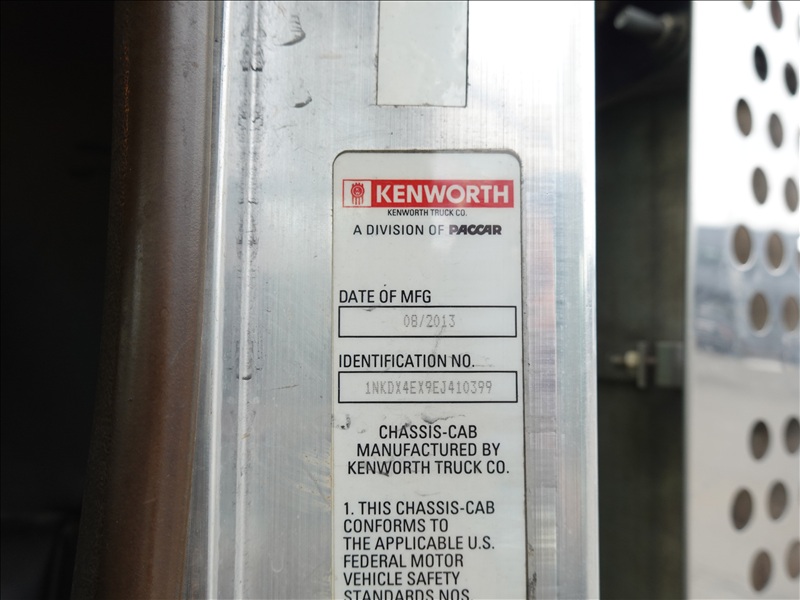 KENWORTH
KENWORTH TRUCK CO.
A DIVISION OF PACCAR
DATE OF MFG
08/2013
IDENTIFICATION NO.
1NKDX4EX9EJ410399
CHASSIS-CAB
MANUFACTURED BY
KENWORTH TRUCK CO.
1. THIS CHASSIS-CAB
CONFORMS TO
THE APPLICABLE U.S.
FEDERAL MOTOR
VEHICLE SAFETY
STANDARDS NOS.